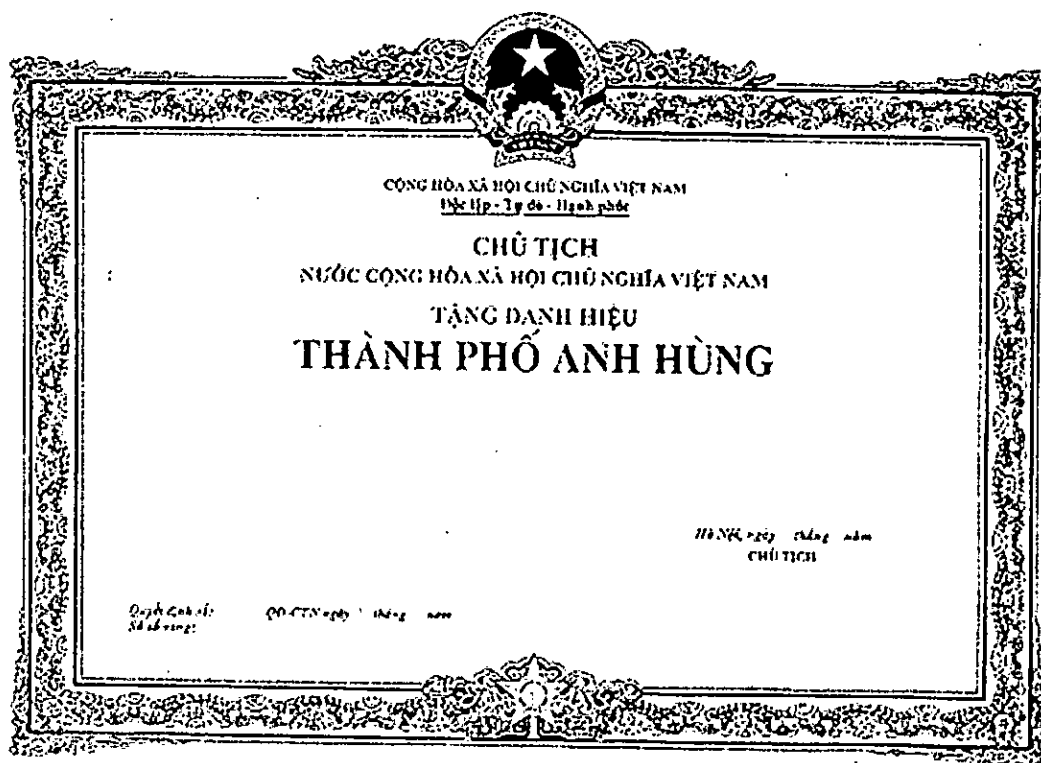 CỘNG HÒA XÃ HỘI CHỦ NGHĨA VIỆT NAM
Độc lập - Tự do - Hạnh phúc
CHỦ TỊCH
NƯỚC CỘNG HÒA XÃ HỘI CHỦ NGHĨA VIỆT NAM
TẶNG DANH HIỆU
THÀNH PHỐ ANH HÙNG
Hà Nội, ngày tháng năm
CHỦ TỊCH
Quyết định số: QĐ-CTN ngày tháng năm
Số sổ vàng: